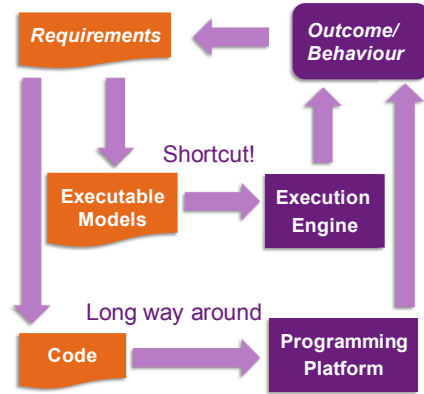 Requirements
Outcome/
Behaviour
Shortcut!
Executable
Models
Execution
Engine
Long way around
Code
Programming
Platform